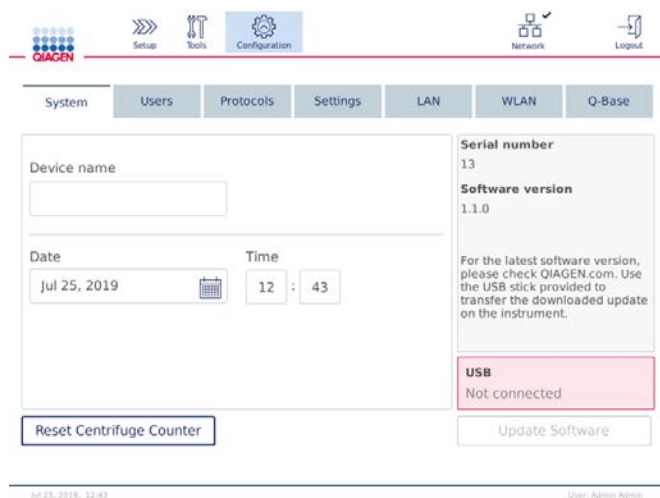 QIAGEN
Setup
Tools
Configuration
Network
Logout
System
Users
Protocols
Settings
LAN
WLAN
Q-Base
Device name
Date
Time
Jul 25, 2019
12 : 43
Serial number
13
Software version
1.1.0
For the latest software version,
please check QIAGEN.com. Use
the USB stick provided to
transfer the downloaded update
on the instrument.
USB
Not connected
Reset Centrifuge Counter
Update Software
Jul 25, 2019, 12:43
User: Admin Admin